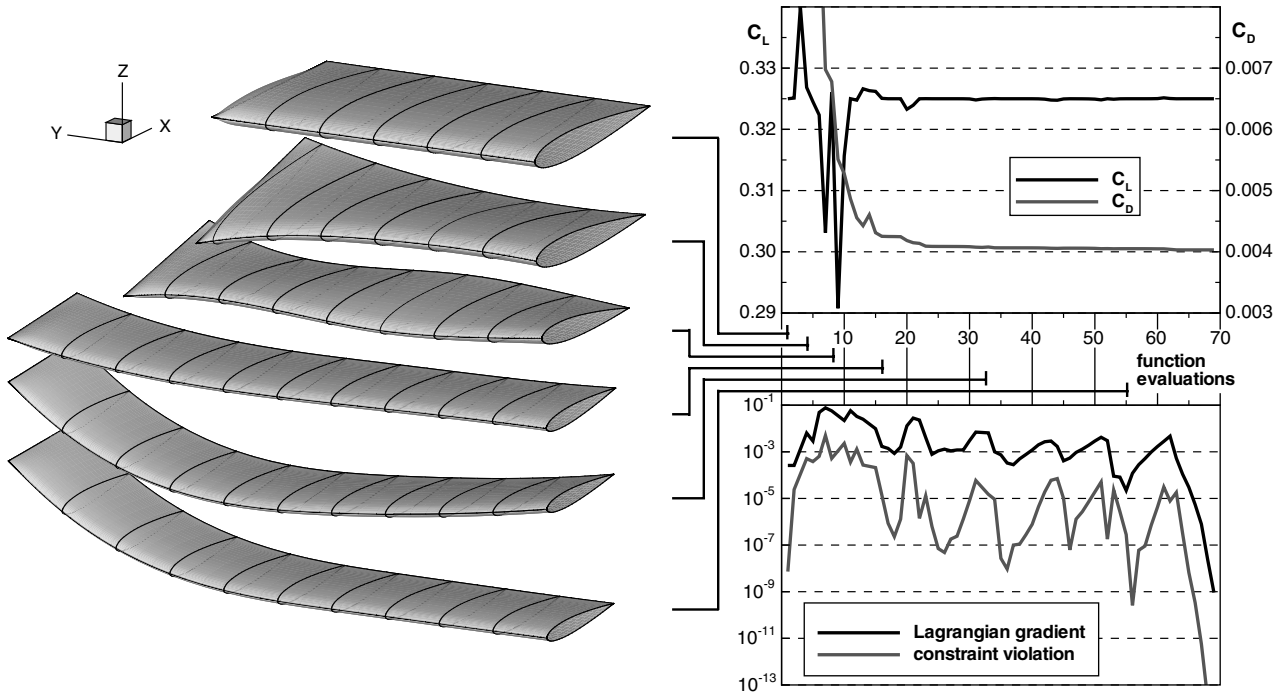 Z
Y
X
C_L
C_D
0.33
0.32
0.31
0.30
0.29
0.007
0.006
0.005
0.004
0.003
C_L
C_D
10
20
30
40
50
60
70
function
evaluations
10^-1
10^-3
10^-5
10^-7
10^-9
10^-11
10^-13
Lagrangian gradient
constraint violation